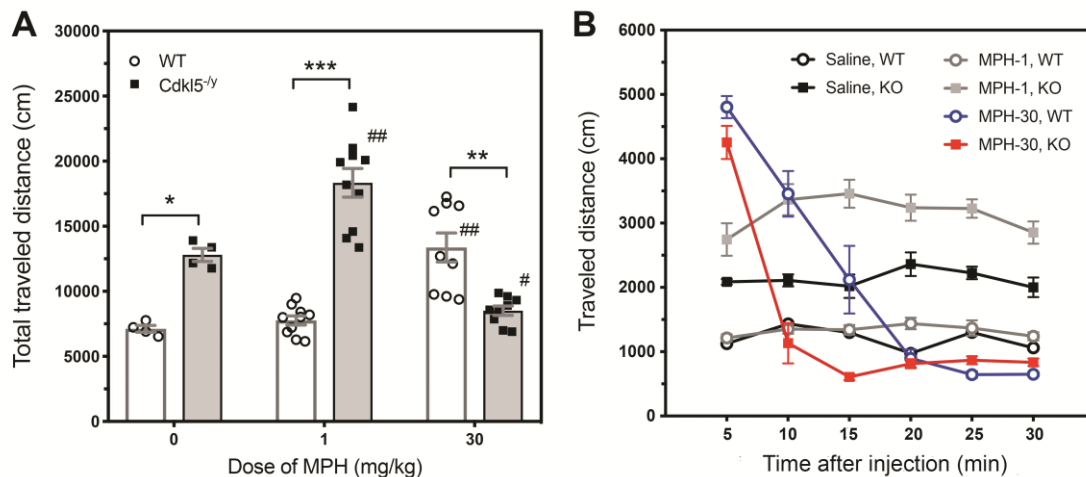 A
30000
25000
20000
15000
10000
5000
0
Total traveled distance (cm)
WT
Cdkl5-/y
*
***
##
**
##
#
0 1 30
Dose of MPH (mg/kg)
B
6000
5000
4000
3000
2000
1000
0
Traveled distance (cm)
Saline, WT
Saline, KO
MPH-1, WT
MPH-1, KO
MPH-30, WT
MPH-30, KO
5 10 15 20 25 30
Time after injection (min)